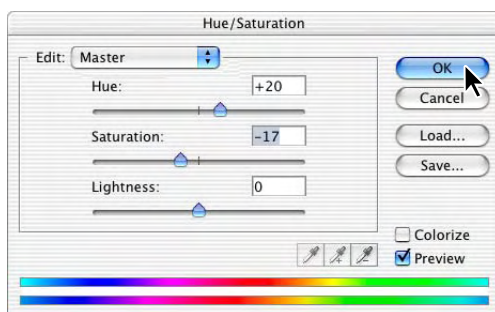 Hue/Saturation
Edit: Master
OK
Hue: +20
Cancel
Saturation: -17
Load...
Save...
Lightness: 0
Colorize
Preview